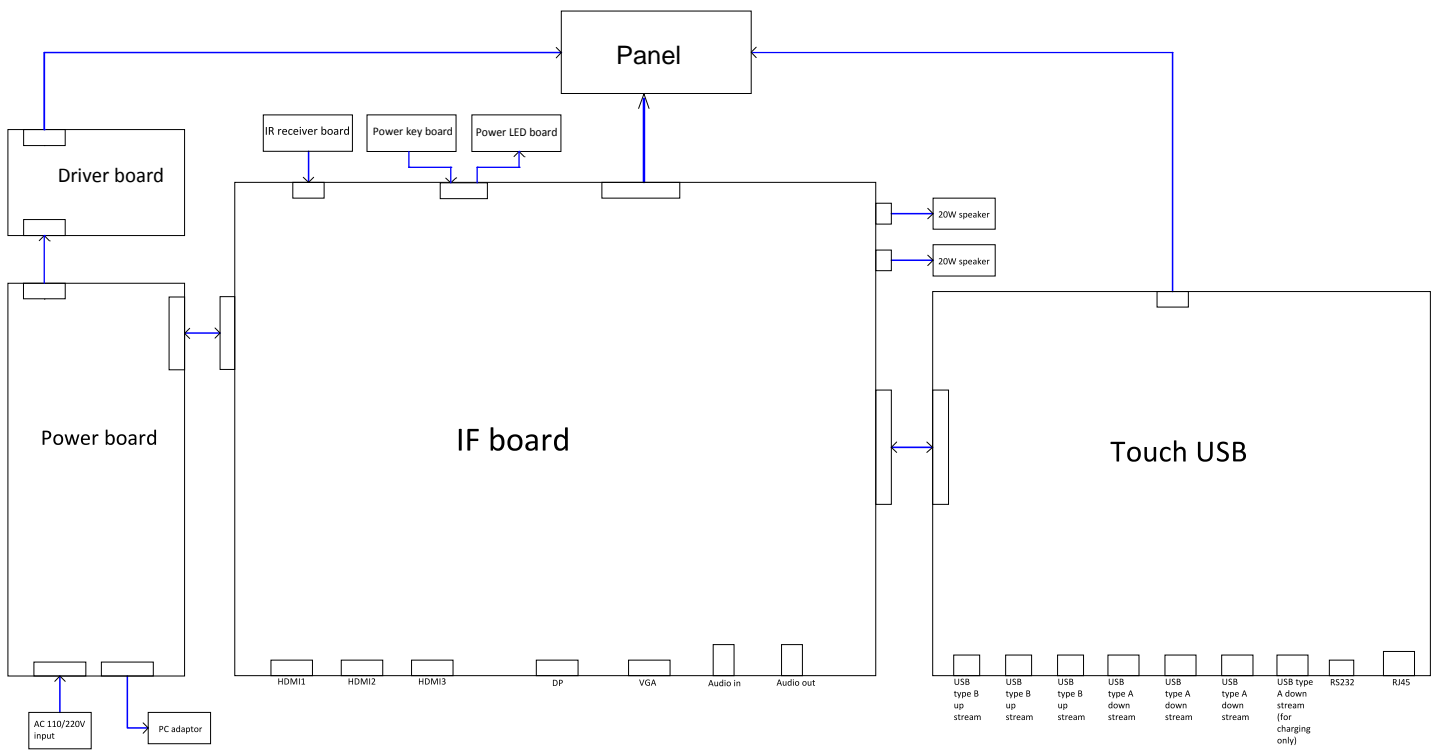 Panel
IR receiver board
Power key board
Power LED board
Driver board
20W speaker
20W speaker
Power board
IF board
Touch USB
HDMI1
HDMI2
HDMI3
DP
VGA
Audio in
Audio out
USB
type B
up
stream
USB
type B
up
stream
USB
type B
up
stream
USB
type A
down
stream
USB
type A
down
stream
USB
type A
down
stream
USB type
A down
stream
(for
charging
only)
RS232
RJ45
AC 110/220V
input
PC adaptor